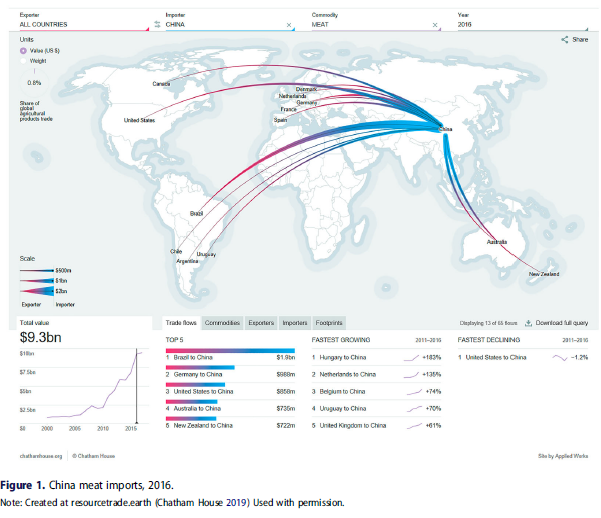 Exporter Importer Commodity Year
ALL COUNTRIES CHINA MEAT 2016
Units
Value (US $)
Weight
0.8%
Share of
global
agricultural
products trade
Share
Canada
United States
Denmark
Netherlands
Germany
France
Spain
China
Brazil
Chile
Argentina
Uruguay
Australia
New Zealand
Scale
$500m
$1bn
$2bn
Exporter Importer
Total value
$9.3bn
$10bn
$7.5bn
$5bn
$2.5bn
$0
2000 2005 2010 2015
Trade flows Commodities Exporters Importers Footprints
Displaying 13 of 65 flows. Download full query
TOP 5
1 Brazil to China $1.9bn
2 Germany to China $988m
3 United States to China $858m
4 Australia to China $735m
5 New Zealand to China $722m
FASTEST GROWING 2011–2016
1 Hungary to China +183%
2 Netherlands to China +135%
3 Belgium to China +74%
4 Uruguay to China +70%
5 United Kingdom to China +61%
FASTEST DECLINING
1 United States to China -1.2%
chathamhouse.org © Chatham House
Site by Applied Works
Figure 1. China meat imports, 2016.
Note: Created at resourcetrade.earth (Chatham House 2019) Used with permission.